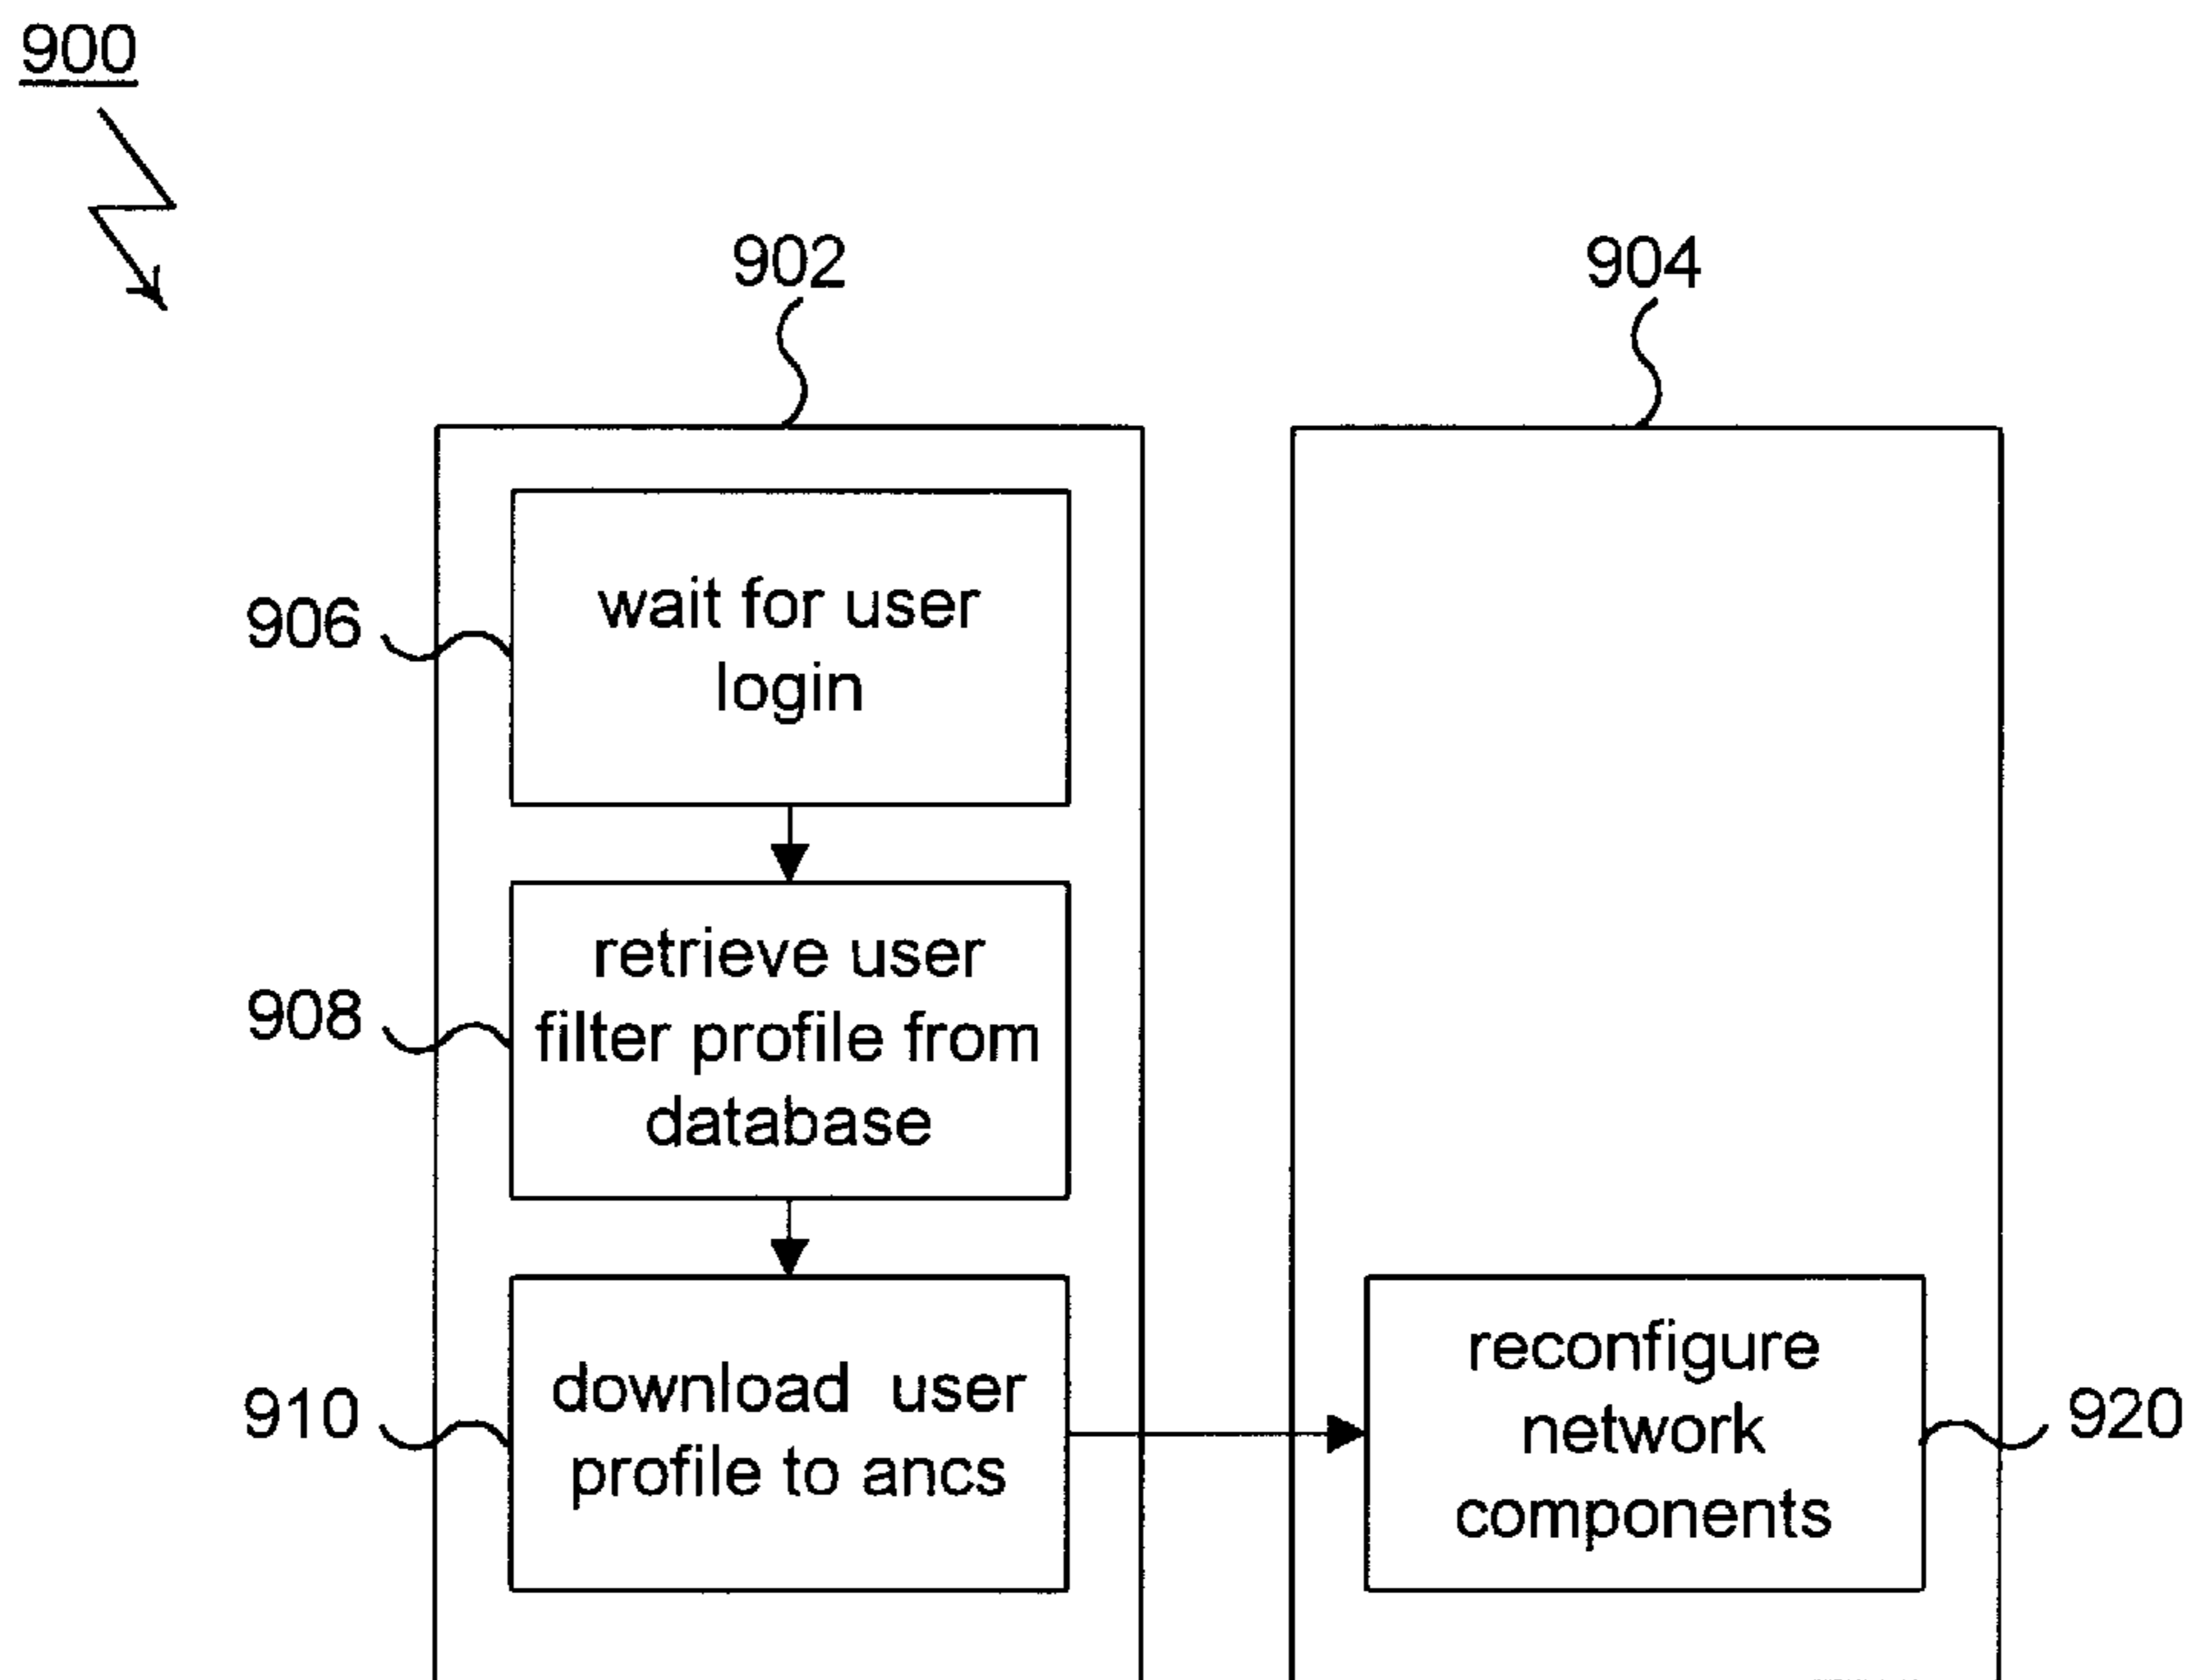 900
902
904
906
wait for user
login
908
retrieve user
filter profile from
database
910
download user
profile to ancs
reconfigure
network
components
920